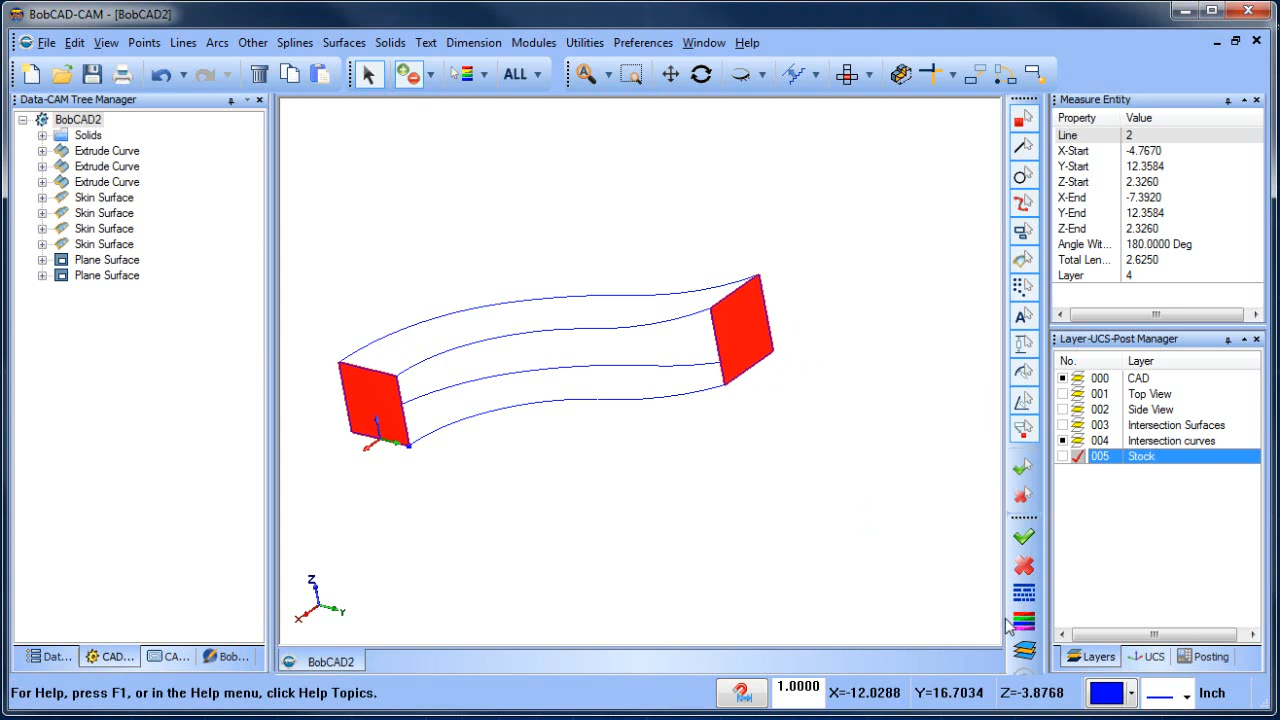 BobCAD-CAM - [BobCAD2]
File Edit View Points Lines Arcs Other Splines Surfaces Solids Text Dimension Modules Utilities Preferences Window Help
ALL
Data-CAM Tree Manager
BobCAD2
Solids
Extrude Curve
Extrude Curve
Extrude Curve
Skin Surface
Skin Surface
Skin Surface
Skin Surface
Plane Surface
Plane Surface
Z
X
Y
Measure Entity
Property Value
Line 2
X-Start -4.7670
Y-Start 12.3584
Z-Start 2.3260
X-End -7.3920
Y-End 12.3584
Z-End 2.3260
Angle Wit... 180.0000 Deg
Total Len... 2.6250
Layer 4
Layer-UCS-Post Manager
No. Layer
000 CAD
001 Top View
002 Side View
003 Intersection Surfaces
004 Intersection curves
005 Stock
Dat... CAD... CA... Bob...
BobCAD2
Layers UCS Posting
For Help, press F1, or in the Help menu, click Help Topics.
1.0000 X=-12.0288 Y=16.7034 Z=-3.8768 Inch